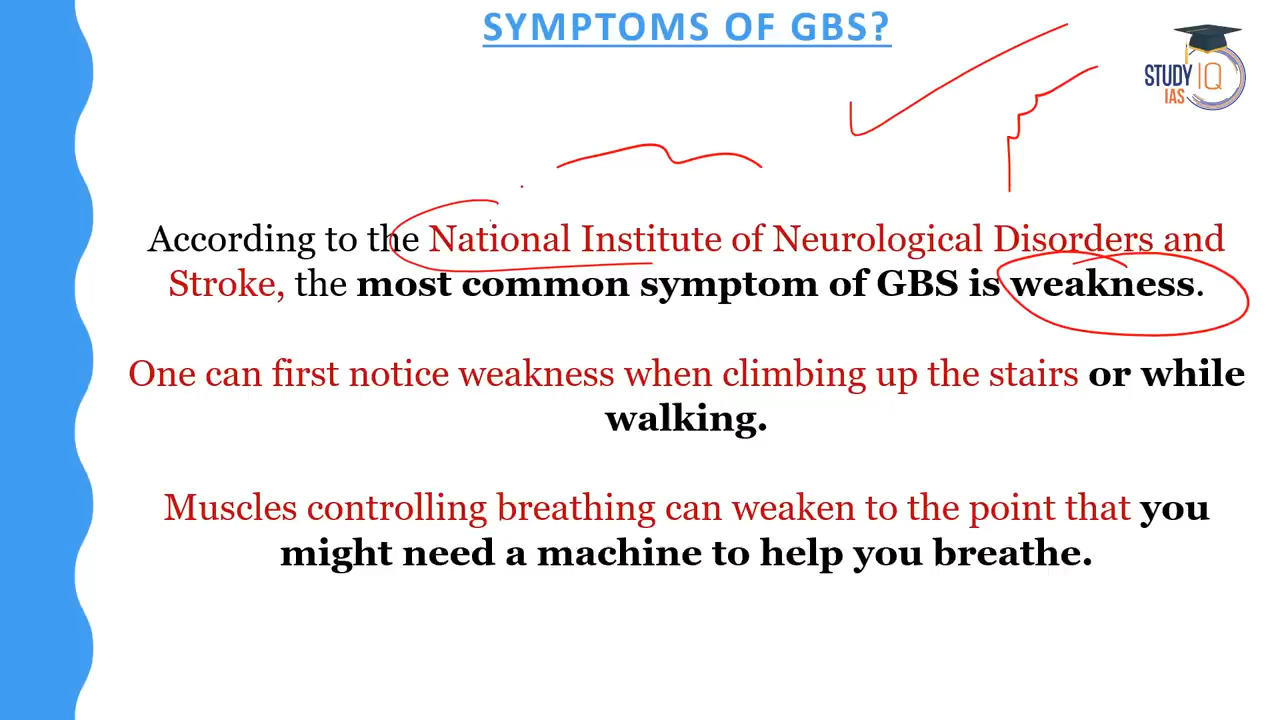 SYMPTOMS OF GBS?
STUDY IQ
IAS
According to the National Institute of Neurological Disorders and
Stroke, the most common symptom of GBS is weakness.
One can first notice weakness when climbing up the stairs or while
walking.
Muscles controlling breathing can weaken to the point that you
might need a machine to help you breathe.